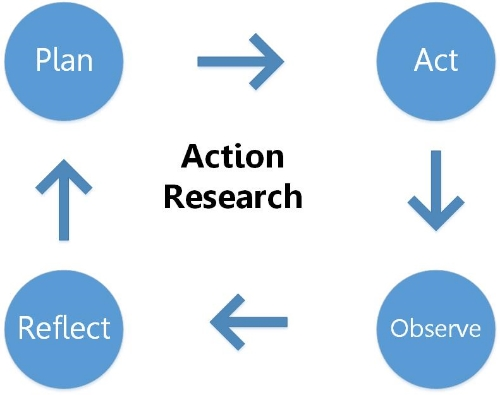 Plan
Act
Action
Research
Reflect
Observe